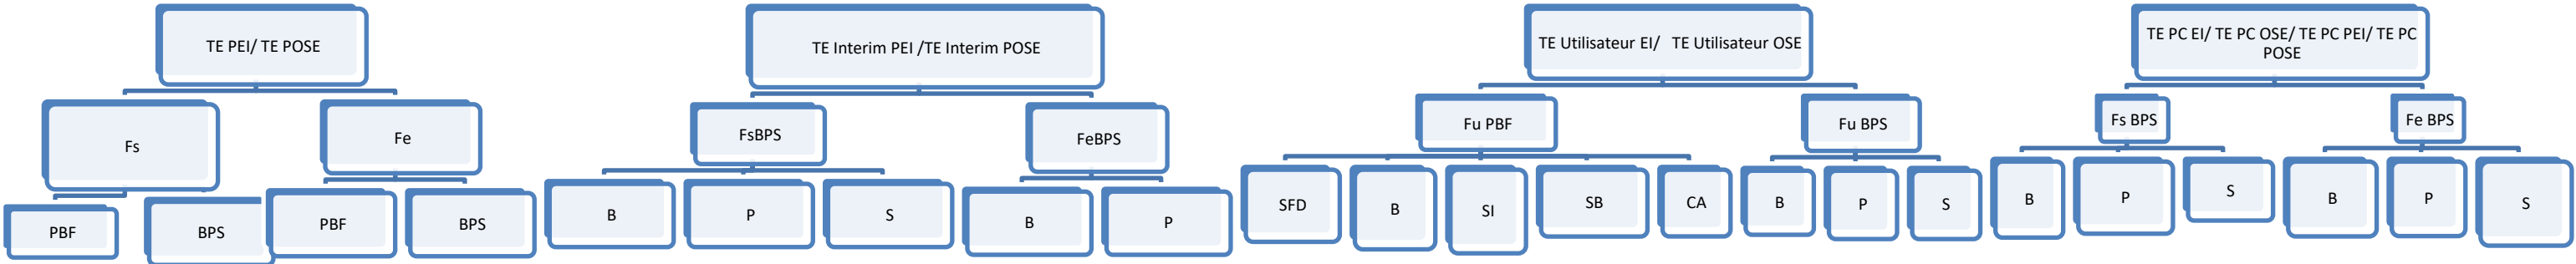 TE PEI/ TE POSE
Fs
Fe
PBF
BPS
PBF
BPS
TE Interim PEI /TE Interim POSE
FsBPS
FeBPS
B
P
S
B
P
TE Utilisateur EI/ TE Utilisateur OSE
Fu PBF
Fu BPS
SFD
B
SI
SB
CA
B
P
S
TE PC EI/ TE PC OSE/ TE PC PEI/ TE PC
POSE
Fs BPS
Fe BPS
B
P
S
B
P
S